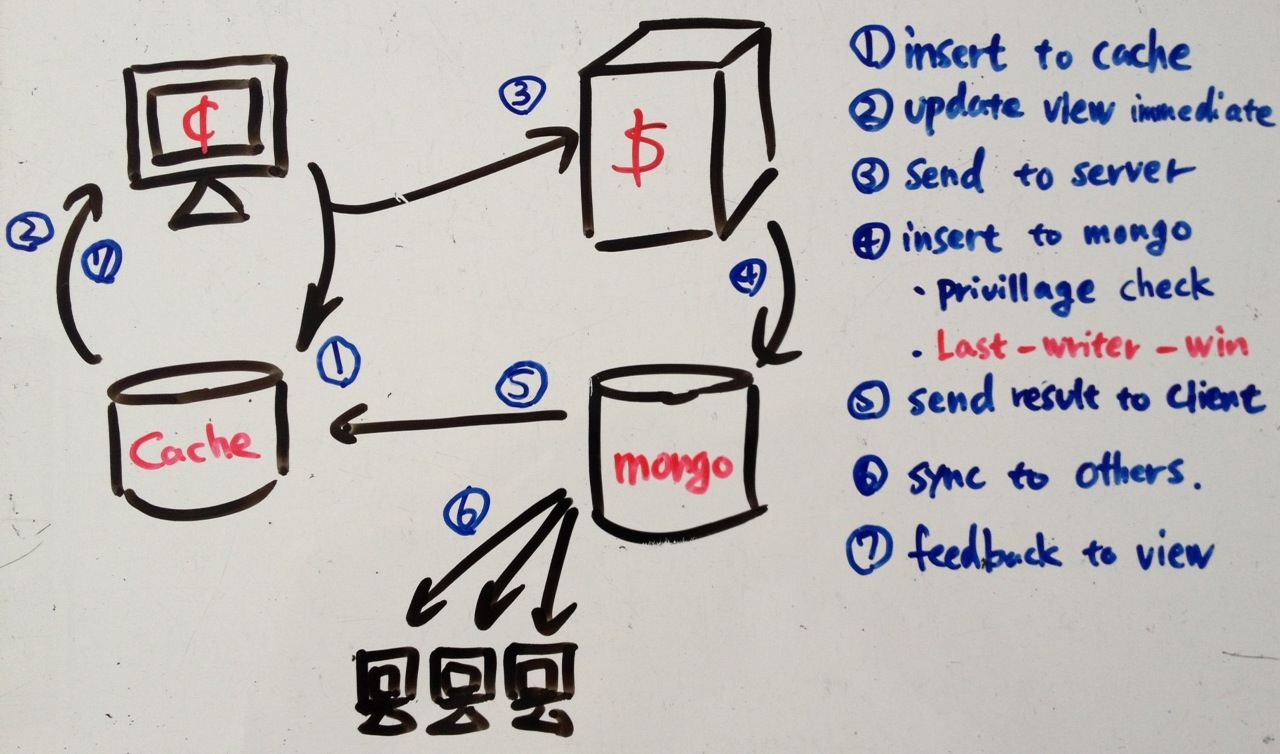 ¢
$
③
②
⑦
④
①
⑤
Cache
mongo
⑥
① insert to cache
② update view immediate
③ send to server
④ insert to mongo
· privillage check
· Last-writer-win
⑤ send result to client
⑥ sync to others.
⑦ feedback to view